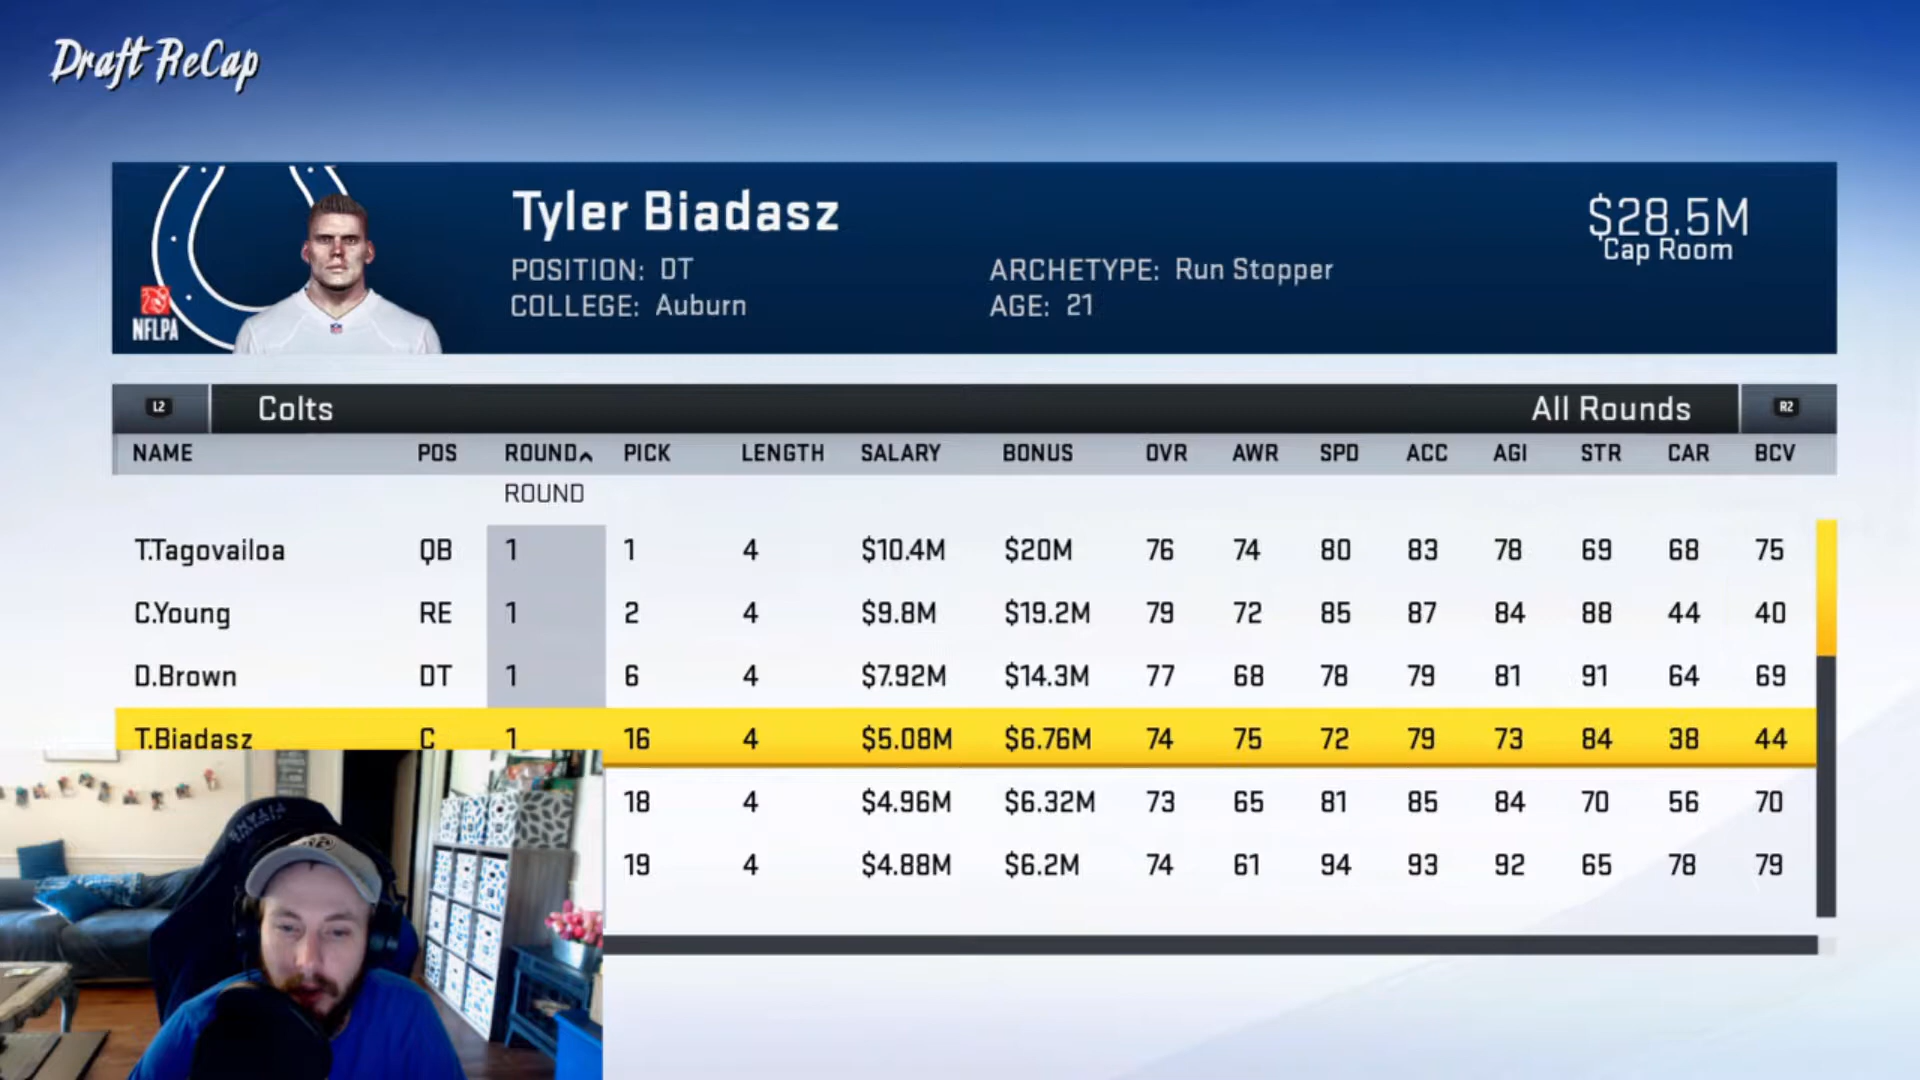 Draft ReCap
Tyler Biadasz
POSITION: DT
COLLEGE: Auburn
ARCHETYPE: Run Stopper
AGE: 21
$28.5M
Cap Room
NFLPA
L2 Colts All Rounds R2
NAME POS ROUND PICK LENGTH SALARY BONUS OVR AWR SPD ACC AGI STR CAR BCV
ROUND
T.Tagovailoa QB 1 1 4 $10.4M $20M 76 74 80 83 78 69 68 75
C.Young RE 1 2 4 $9.8M $19.2M 79 72 85 87 84 88 44 40
D.Brown DT 1 6 4 $7.92M $14.3M 77 68 78 79 81 91 64 69
T.Biadasz C 1 16 4 $5.08M $6.76M 74 75 72 79 73 84 38 44
18 4 $4.96M $6.32M 73 65 81 85 84 70 56 70
19 4 $4.88M $6.2M 74 61 94 93 92 65 78 79